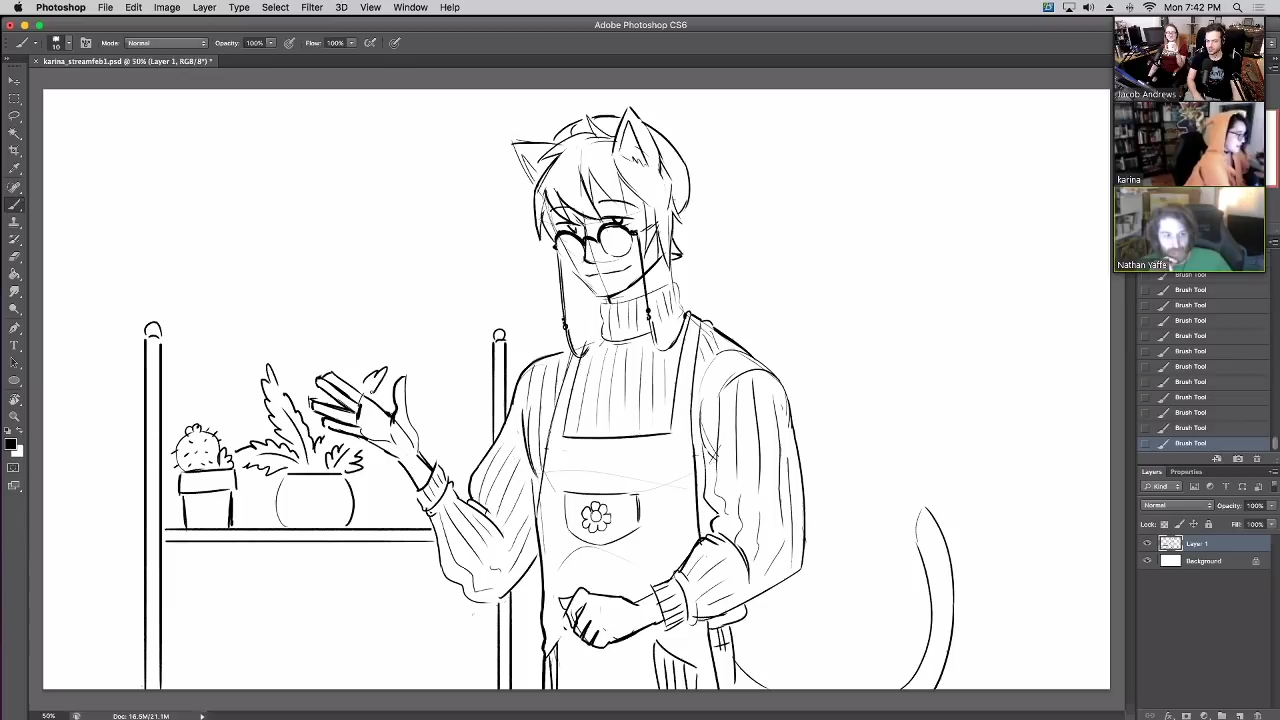 Photoshop File Edit Image Layer Type Select Filter 3D View Window Help Mon 7:42 PM
Adobe Photoshop CS6
10 Mode: Normal Opacity: 100% Flow: 100%
karina_streamfeb1.psd @ 50% (Layer 1, RGB/8*) *
Jacob Andrews
karina
Nathan Yaffe
Brush Tool
Brush Tool
Brush Tool
Brush Tool
Brush Tool
Brush Tool
Brush Tool
Brush Tool
Brush Tool
Brush Tool
Brush Tool
Brush Tool
Layers Properties
Kind
Normal Opacity: 100%
Lock: Fill: 100%
Layer 1
Background
50% Doc: 16.5M/21.1M